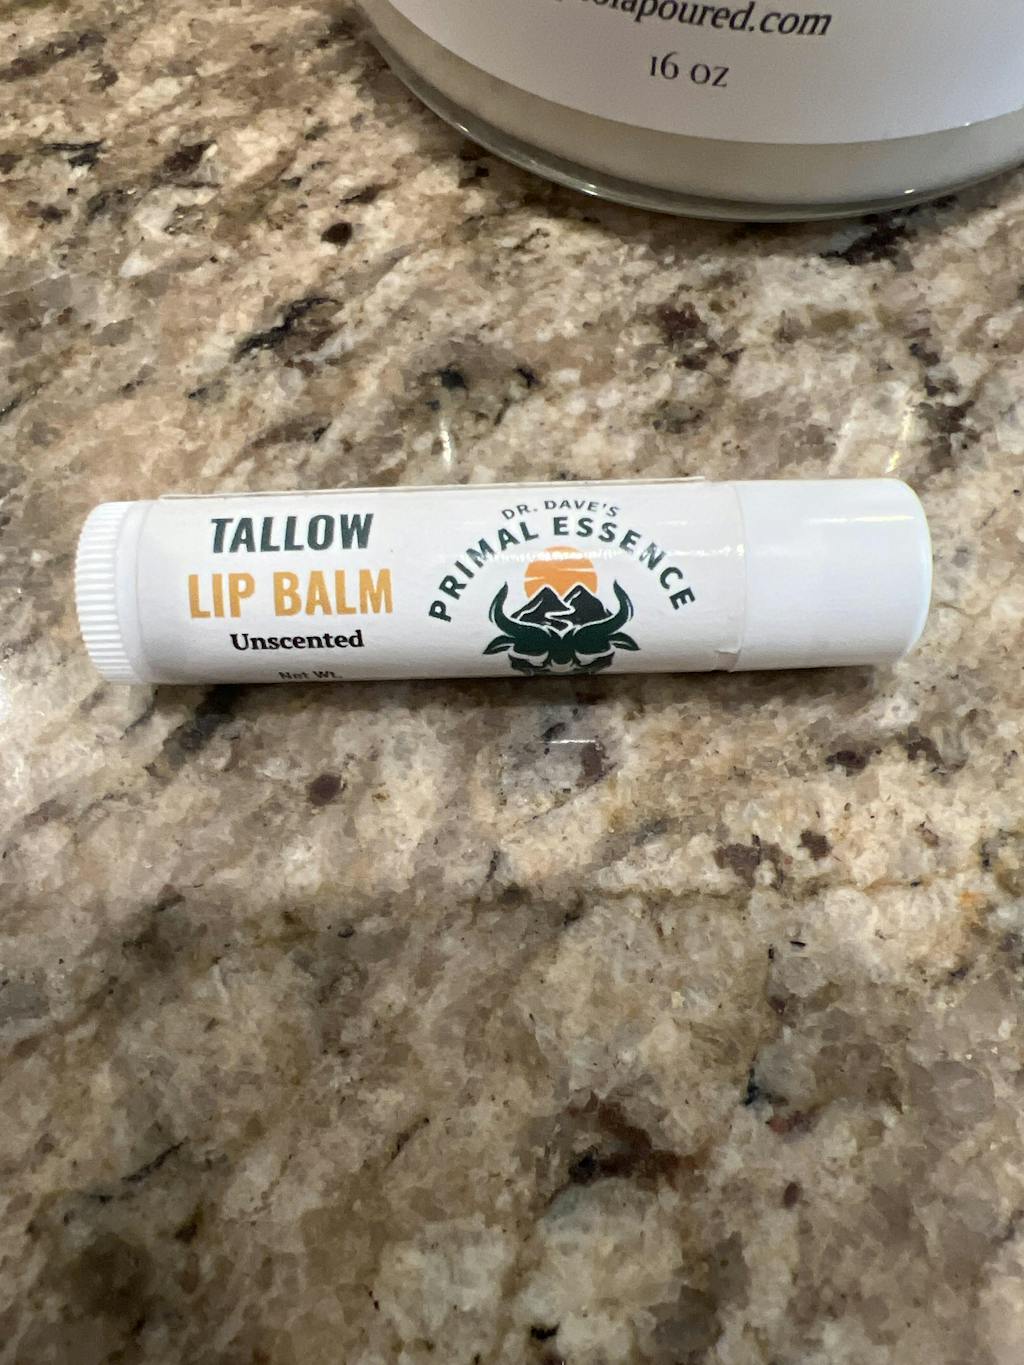 16 oz
TALLOW
LIP BALM
Unscented
Net Wt.
DR. DAVE'S
PRIMAL ESSENCE